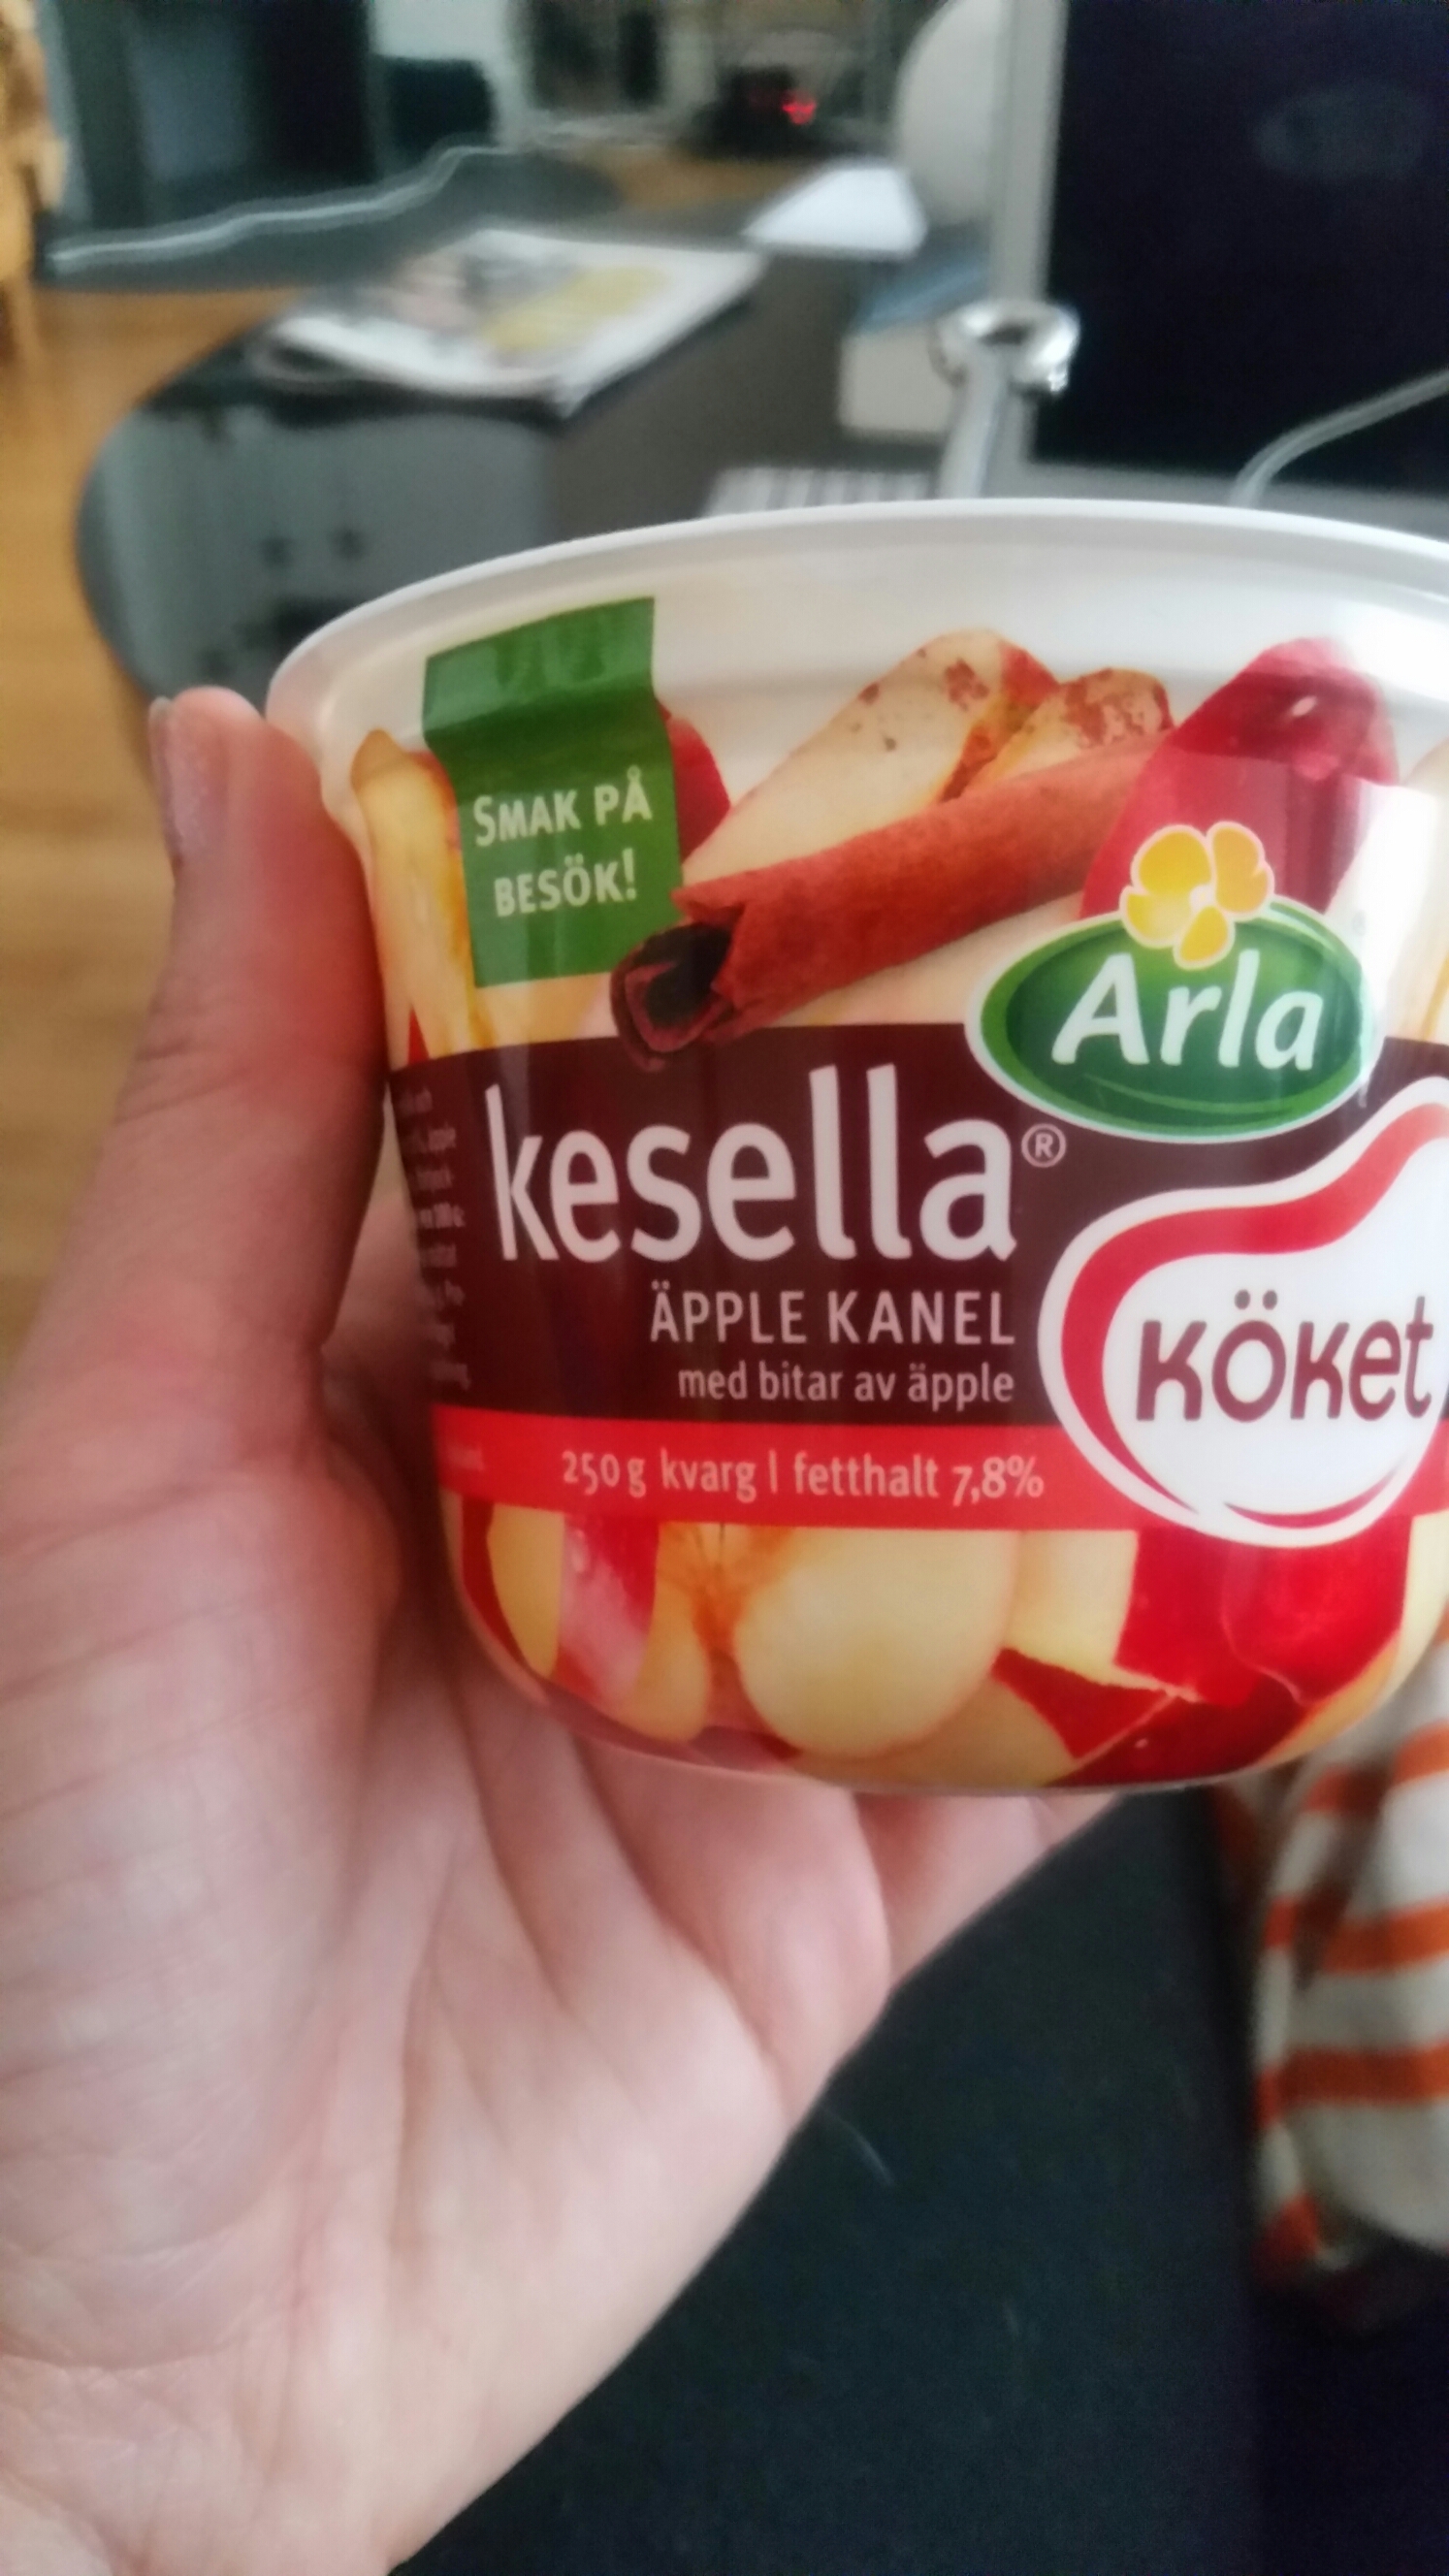 SMAK PÅ
BESÖK!
Arla
kesella®
ÄPPLE KANEL
med bitar av äpple
KÖKet
250 g kvarg | fetthalt 7,8%